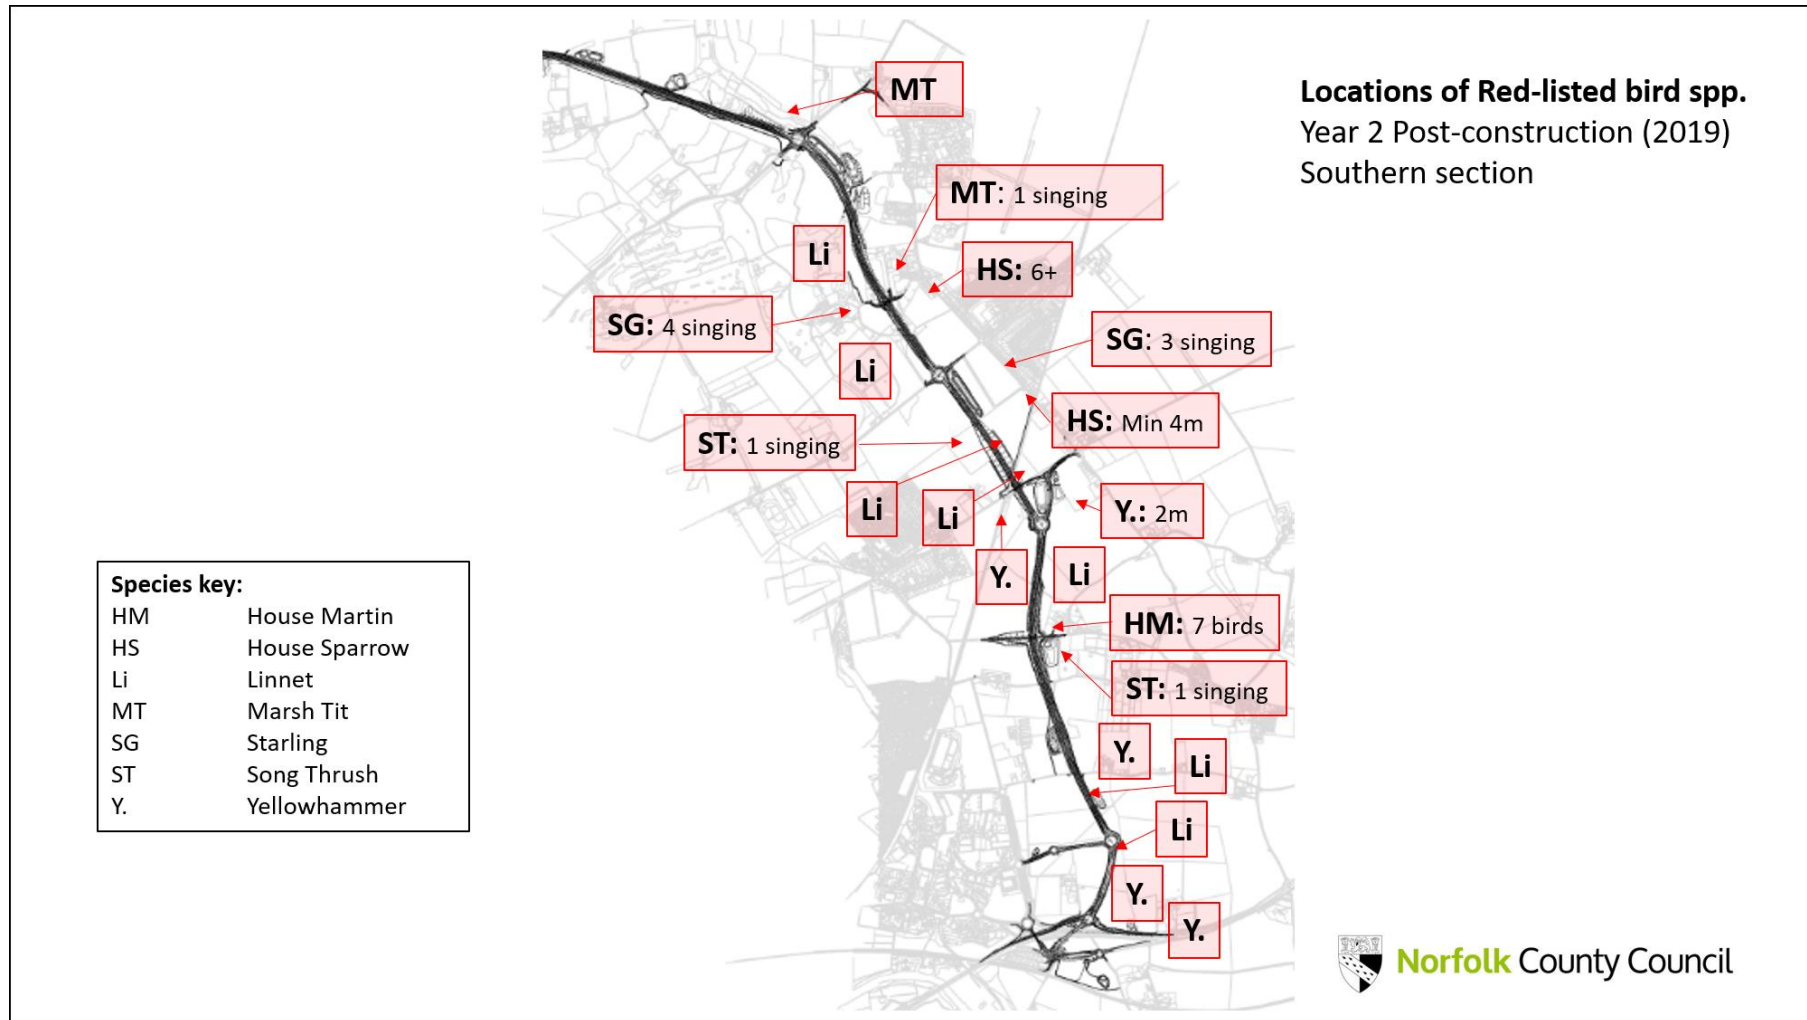 Locations of Red-listed bird spp.
Year 2 Post-construction (2019)
Southern section
MT
MT: 1 singing
Li
HS: 6+
SG: 4 singing
SG: 3 singing
Li
HS: Min 4m
ST: 1 singing
Li
Li
Y.: 2m
Y.
Li
HM: 7 birds
ST: 1 singing
Y.
Li
Li
Y.
Y.
Species key:
HM House Martin
HS House Sparrow
Li Linnet
MT Marsh Tit
SG Starling
ST Song Thrush
Y. Yellowhammer
Norfolk County Council